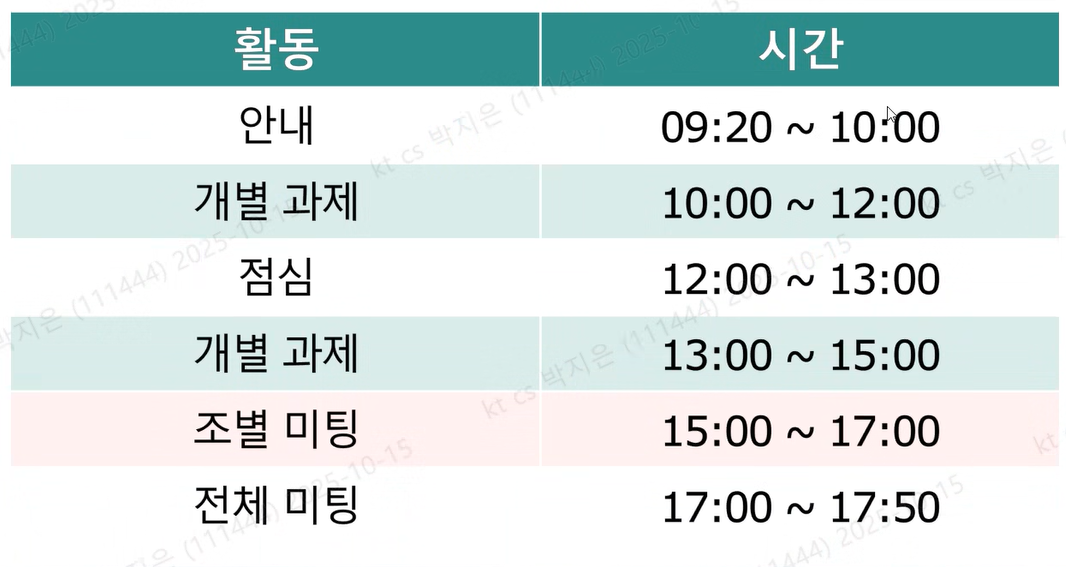 활동 시간
안내 09:20 ~ 10:00
개별 과제 10:00 ~ 12:00
점심 12:00 ~ 13:00
개별 과제 13:00 ~ 15:00
조별 미팅 15:00 ~ 17:00
전체 미팅 17:00 ~ 17:50
kt cs 박지은 (111444) 2025-10-15